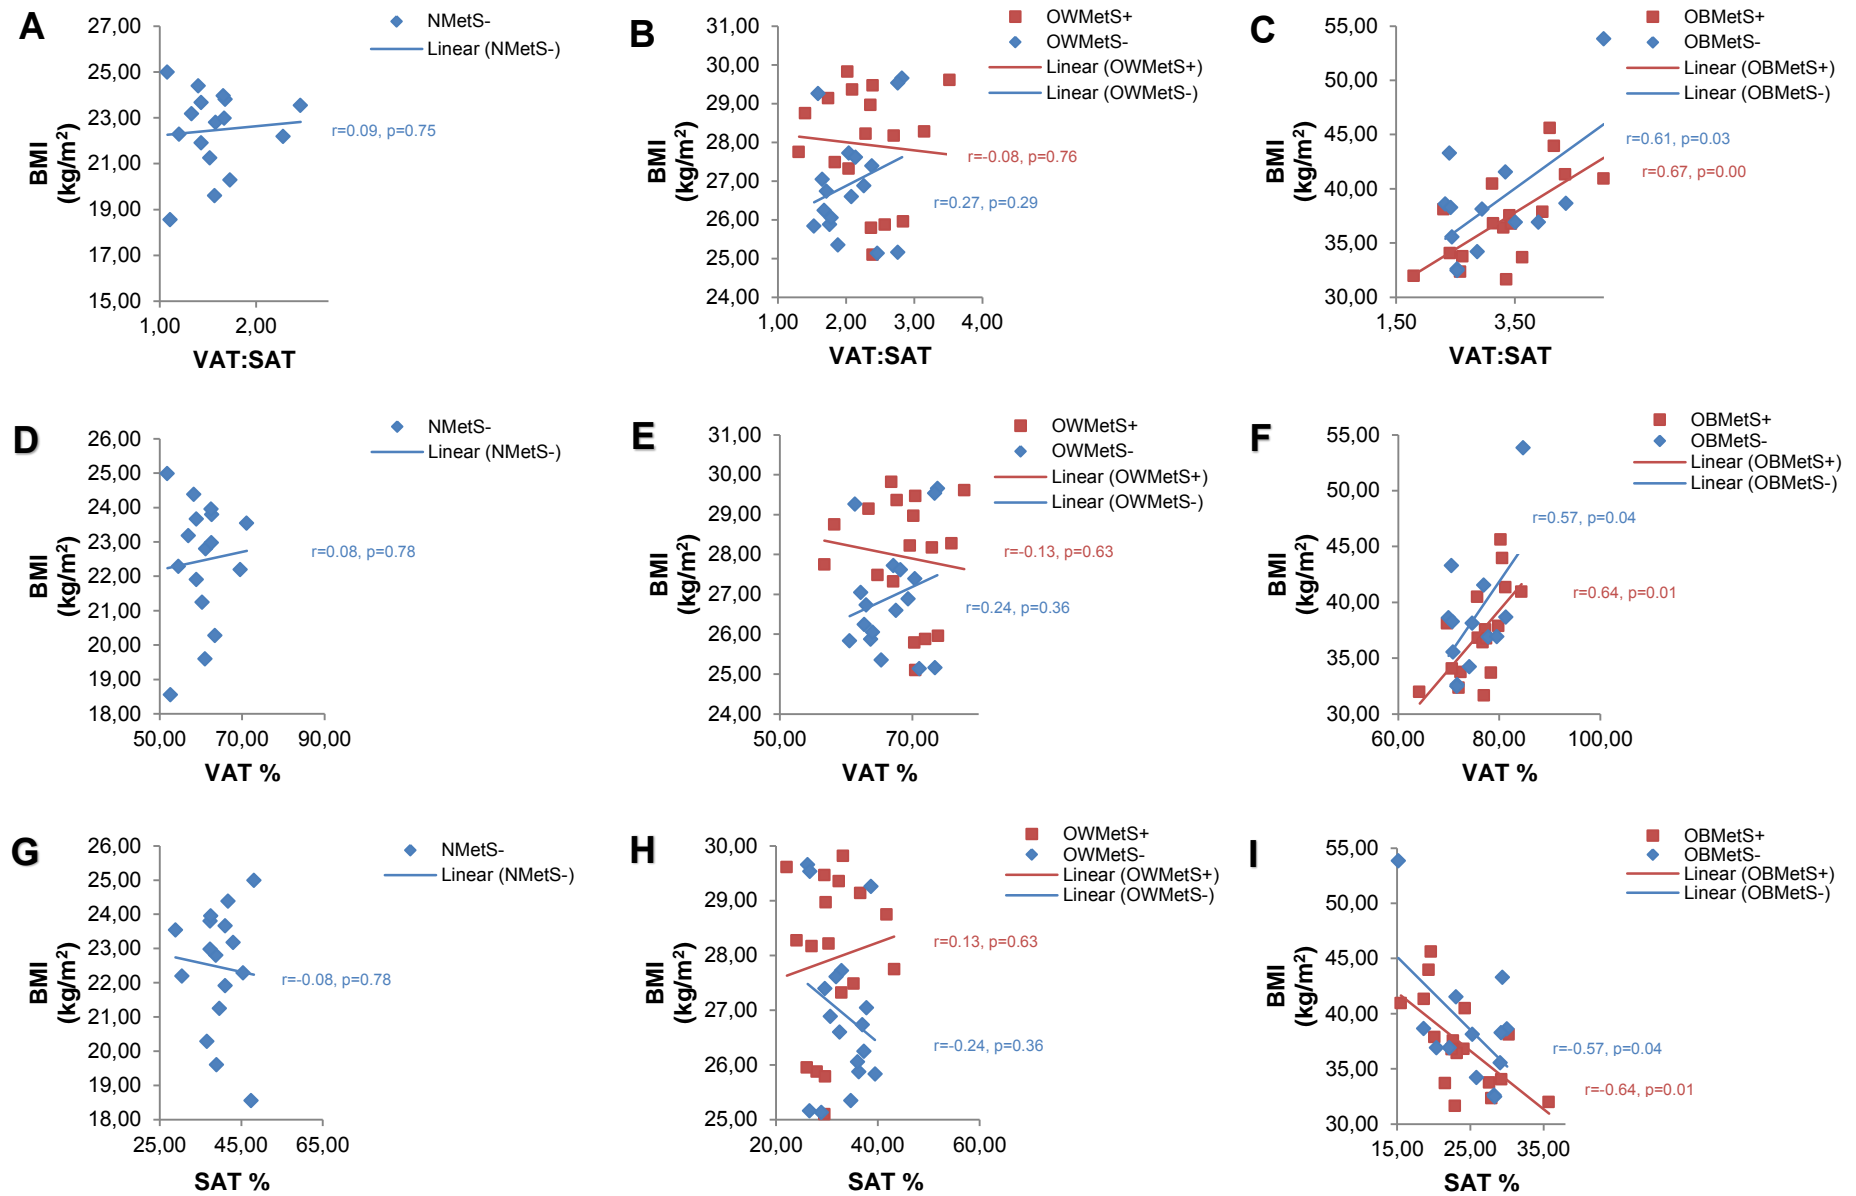 A
NMetS-
Linear (NMetS-)
27,00
25,00
23,00
21,00
19,00
17,00
15,00
BMI
(kg/m2)
r=0.09, p=0.75
1,00 2,00
VAT:SAT
B
OWMetS+
OWMetS-
Linear (OWMetS+)
Linear (OWMetS-)
31,00
30,00
29,00
28,00
27,00
26,00
25,00
24,00
BMI
(kg/m2)
r=-0.08, p=0.76
r=0.27, p=0.29
1,00 2,00 3,00 4,00
VAT:SAT
C
OBMetS+
OBMetS-
Linear (OBMetS+)
Linear (OBMetS-)
55,00
50,00
45,00
40,00
35,00
30,00
BMI
(kg/m2)
r=0.61, p=0.03
r=0.67, p=0.00
1,50 3,50
VAT:SAT
D
NMetS-
Linear (NMetS-)
26,00
25,00
24,00
23,00
22,00
21,00
20,00
19,00
18,00
BMI
(kg/m2)
r=0.08, p=0.78
50,00 70,00 90,00
VAT %
E
OWMetS+
OWMetS-
Linear (OWMetS+)
Linear (OWMetS-)
31,00
30,00
29,00
28,00
27,00
26,00
25,00
24,00
BMI
(kg/m2)
r=-0.13, p=0.63
r=0.24, p=0.36
50,00 70,00
VAT %
F
OBMetS+
OBMetS-
Linear (OBMetS+)
Linear (OBMetS-)
55,00
50,00
45,00
40,00
35,00
30,00
BMI
(kg/m2)
r=0.57, p=0.04
r=0.64, p=0.01
60,00 80,00 100,00
VAT %
G
NMetS-
Linear (NMetS-)
26,00
25,00
24,00
23,00
22,00
21,00
20,00
19,00
18,00
BMI
(kg/m2)
r=-0.08, p=0.78
25,00 45,00 65,00
SAT %
H
OWMetS+
OWMetS-
Linear (OWMetS+)
Linear (OWMetS-)
30,00
29,00
28,00
27,00
26,00
25,00
BMI
(kg/m2)
r=0.13, p=0.63
r=-0.24, p=0.36
20,00 40,00 60,00
SAT %
I
OBMetS+
OBMetS-
Linear (OBMetS+)
Linear (OBMetS-)
55,00
50,00
45,00
40,00
35,00
30,00
BMI
(kg/m2)
r=-0.57, p=0.04
r=-0.64, p=0.01
15,00 25,00 35,00
SAT %